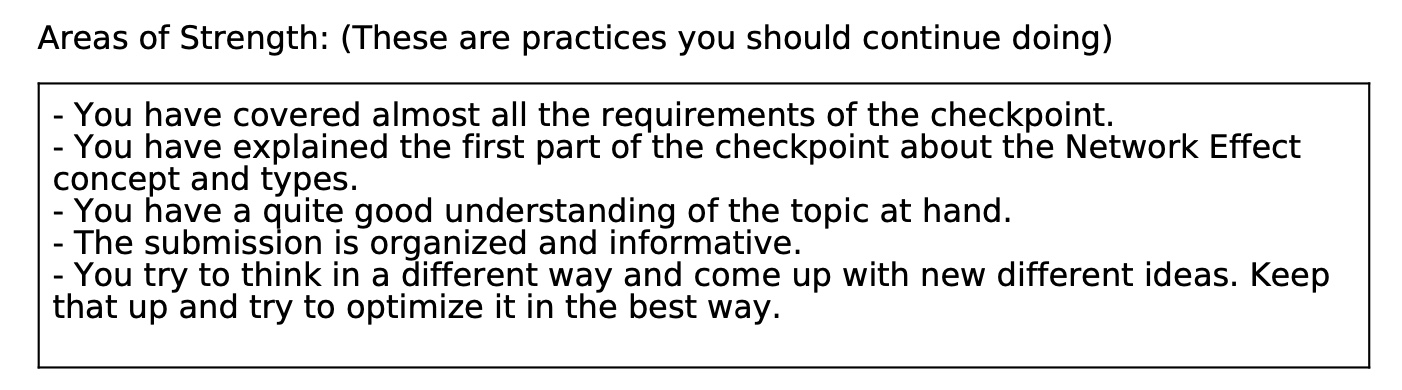 Areas of Strength: (These are practices you should continue doing)
- You have covered almost all the requirements of the checkpoint.
- You have explained the first part of the checkpoint about the Network Effect
concept and types.
- You have a quite good understanding of the topic at hand.
- The submission is organized and informative.
- You try to think in a different way and come up with new different ideas. Keep
that up and try to optimize it in the best way.